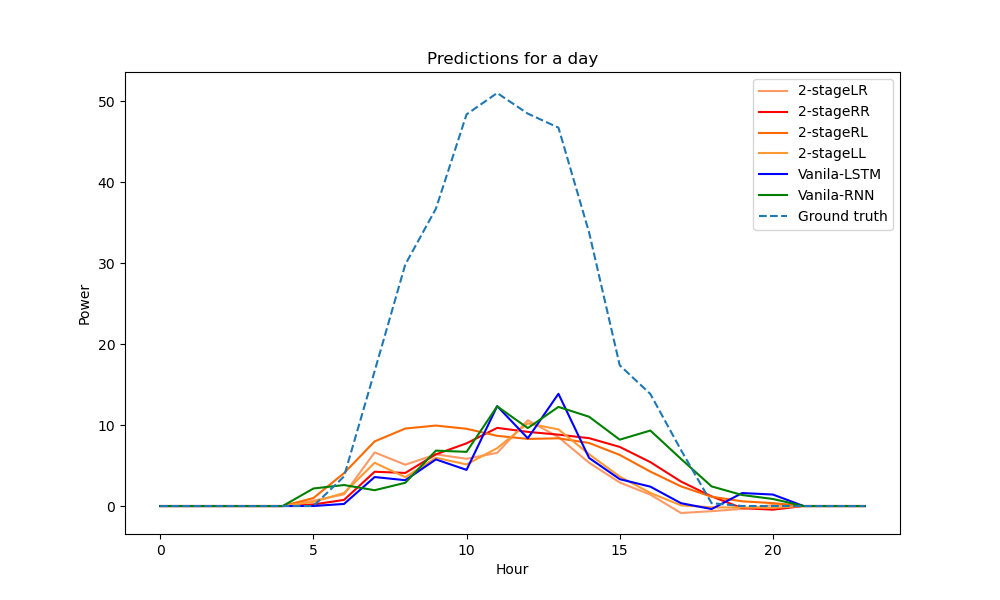 Predictions for a day
2-stageLR
2-stageRR
2-stageRL
2-stageLL
Vanila-LSTM
Vanila-RNN
Ground truth
50
40
30
20
10
0
Power
0 5 10 15 20
Hour